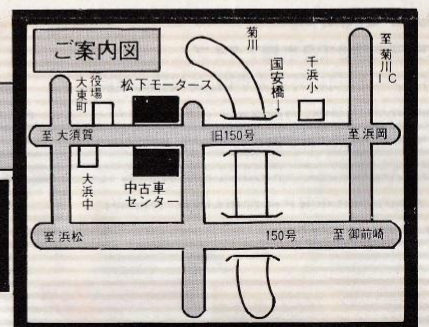 ご案内図
菊川
国安橋
↓
千浜小
至菊川IC
大東町
役場
松下モータース
至大須賀
旧150号
至浜岡
大浜中
中古車
センター
至浜松
150号
至御前崎